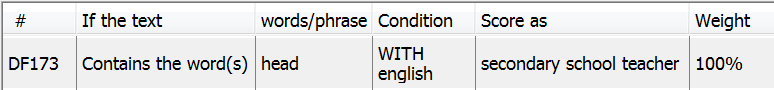 # If the text words/phrase Condition Score as Weight
DF173 Contains the word(s) head WITH english secondary school teacher 100%